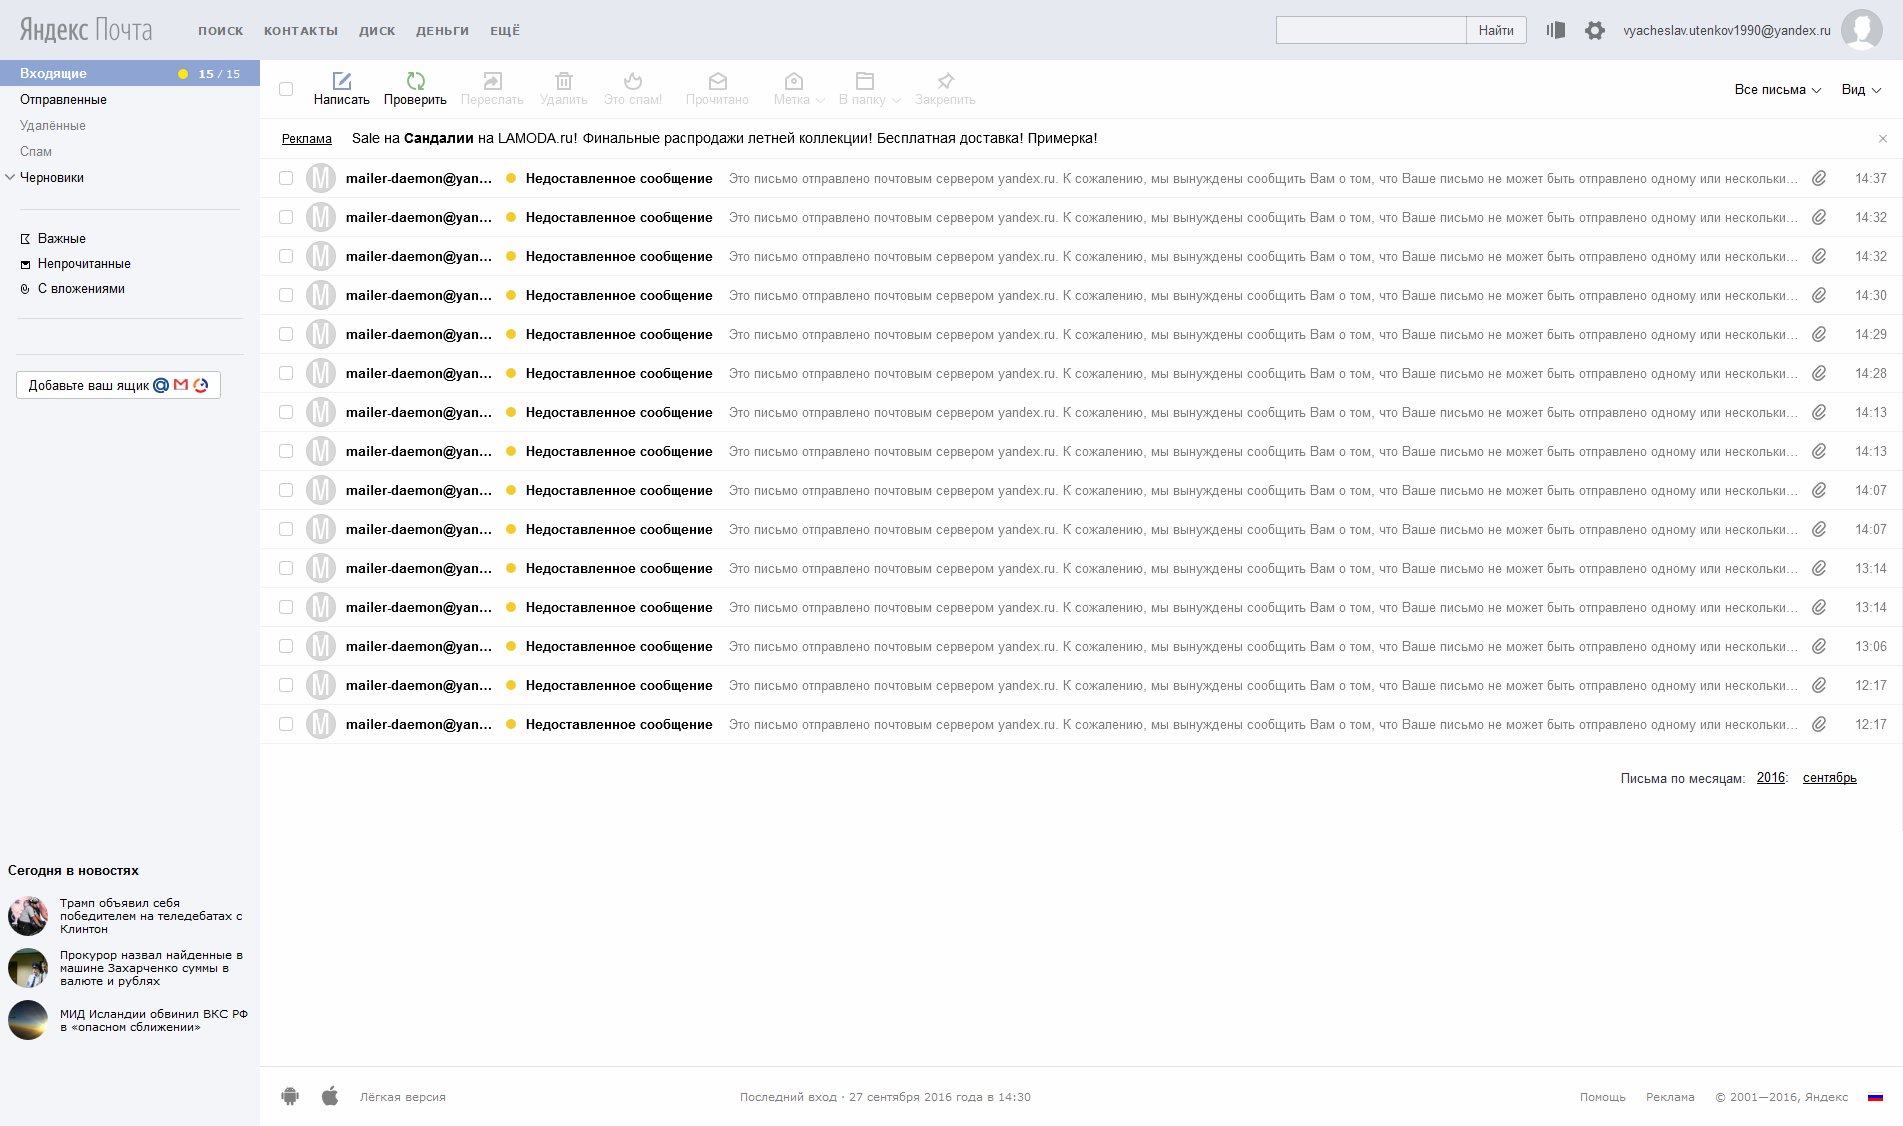 Яндекс Почта ПОИСК КОНТАКТЫ ДИСК ДЕНЬГИ ЕЩЁ Найти vyacheslav.utenkov1990@yandex.ru
Входящие 15 / 15
Отправленные
Удалённые
Спам
Черновики
Важные
Непрочитанные
С вложениями
Добавьте ваш ящик
Написать Проверить Переслать Удалить Это спам! Прочитано Метка В папку Закрепить Все письма Вид
Реклама Sale на Сандалии на LAMODA.ru! Финальные распродажи летней коллекции! Бесплатная доставка! Примерка!
M mailer-daemon@yan... Недоставленное сообщение Это письмо отправлено почтовым сервером yandex.ru. К сожалению, мы вынуждены сообщить Вам о том, что Ваше письмо не может быть отправлено одному или нескольки... 14:37
M mailer-daemon@yan... Недоставленное сообщение Это письмо отправлено почтовым сервером yandex.ru. К сожалению, мы вынуждены сообщить Вам о том, что Ваше письмо не может быть отправлено одному или нескольки... 14:32
M mailer-daemon@yan... Недоставленное сообщение Это письмо отправлено почтовым сервером yandex.ru. К сожалению, мы вынуждены сообщить Вам о том, что Ваше письмо не может быть отправлено одному или нескольки... 14:32
M mailer-daemon@yan... Недоставленное сообщение Это письмо отправлено почтовым сервером yandex.ru. К сожалению, мы вынуждены сообщить Вам о том, что Ваше письмо не может быть отправлено одному или нескольки... 14:30
M mailer-daemon@yan... Недоставленное сообщение Это письмо отправлено почтовым сервером yandex.ru. К сожалению, мы вынуждены сообщить Вам о том, что Ваше письмо не может быть отправлено одному или нескольки... 14:29
M mailer-daemon@yan... Недоставленное сообщение Это письмо отправлено почтовым сервером yandex.ru. К сожалению, мы вынуждены сообщить Вам о том, что Ваше письмо не может быть отправлено одному или нескольки... 14:28
M mailer-daemon@yan... Недоставленное сообщение Это письмо отправлено почтовым сервером yandex.ru. К сожалению, мы вынуждены сообщить Вам о том, что Ваше письмо не может быть отправлено одному или нескольки... 14:13
M mailer-daemon@yan... Недоставленное сообщение Это письмо отправлено почтовым сервером yandex.ru. К сожалению, мы вынуждены сообщить Вам о том, что Ваше письмо не может быть отправлено одному или нескольки... 14:13
M mailer-daemon@yan... Недоставленное сообщение Это письмо отправлено почтовым сервером yandex.ru. К сожалению, мы вынуждены сообщить Вам о том, что Ваше письмо не может быть отправлено одному или нескольки... 14:07
M mailer-daemon@yan... Недоставленное сообщение Это письмо отправлено почтовым сервером yandex.ru. К сожалению, мы вынуждены сообщить Вам о том, что Ваше письмо не может быть отправлено одному или нескольки... 14:07
M mailer-daemon@yan... Недоставленное сообщение Это письмо отправлено почтовым сервером yandex.ru. К сожалению, мы вынуждены сообщить Вам о том, что Ваше письмо не может быть отправлено одному или нескольки... 13:14
M mailer-daemon@yan... Недоставленное сообщение Это письмо отправлено почтовым сервером yandex.ru. К сожалению, мы вынуждены сообщить Вам о том, что Ваше письмо не может быть отправлено одному или нескольки... 13:14
M mailer-daemon@yan... Недоставленное сообщение Это письмо отправлено почтовым сервером yandex.ru. К сожалению, мы вынуждены сообщить Вам о том, что Ваше письмо не может быть отправлено одному или нескольки... 13:06
M mailer-daemon@yan... Недоставленное сообщение Это письмо отправлено почтовым сервером yandex.ru. К сожалению, мы вынуждены сообщить Вам о том, что Ваше письмо не может быть отправлено одному или нескольки... 12:17
M mailer-daemon@yan... Недоставленное сообщение Это письмо отправлено почтовым сервером yandex.ru. К сожалению, мы вынуждены сообщить Вам о том, что Ваше письмо не может быть отправлено одному или нескольки... 12:17
Письма по месяцам: 2016: сентябрь
Сегодня в новостях
Трамп объявил себя
победителем на теледебатах с
Клинтон
Прокурор назвал найденные в
машине Захарченко суммы в
валюте и рублях
МИД Исландии обвинил ВКС РФ
в «опасном сближении»
Лёгкая версия Последний вход · 27 сентября 2016 года в 14:30 Помощь Реклама © 2001—2016, Яндекс